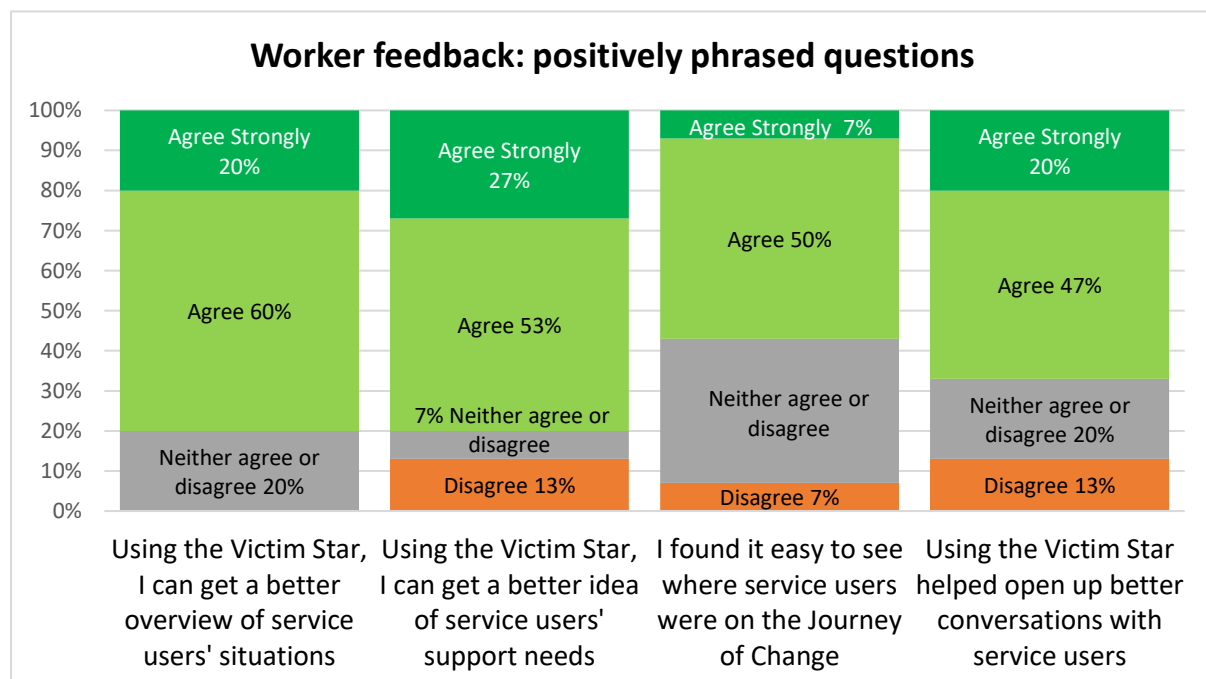 Worker feedback: positively phrased questions
100%
90%
80%
70%
60%
50%
40%
30%
20%
10%
0%
Agree Strongly
20%
Agree 60%
Neither agree or
disagree 20%
Agree Strongly
27%
Agree 53%
7% Neither agree or
disagree
Disagree 13%
Agree Strongly 7%
Agree 50%
Neither agree or
disagree
Disagree 7%
Agree Strongly
20%
Agree 47%
Neither agree or
disagree 20%
Disagree 13%
Using the Victim Star,
I can get a better
overview of service
users' situations
Using the Victim Star,
I can get a better idea
of service users'
support needs
I found it easy to see
where service users
were on the Journey
of Change
Using the Victim Star
helped open up better
conversations with
service users